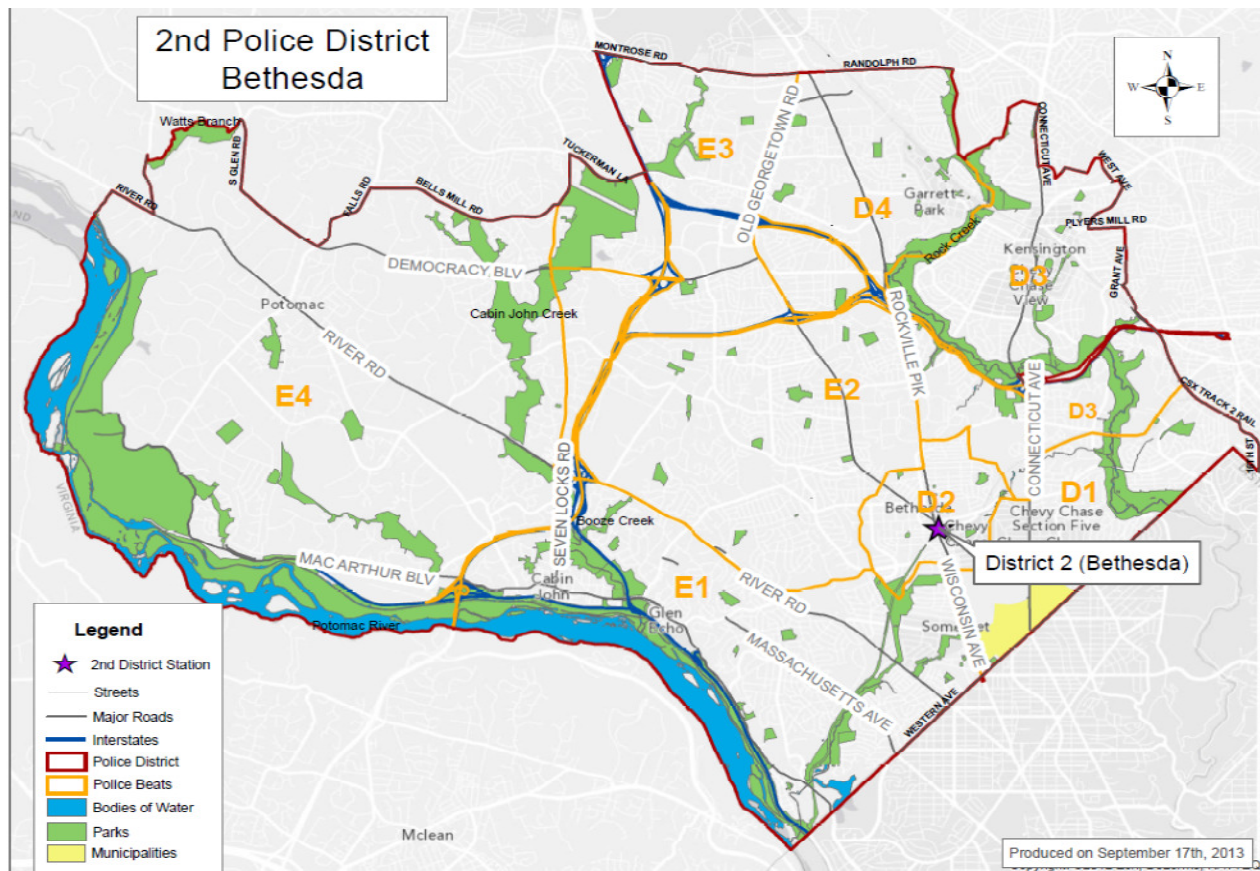 2nd Police District
Bethesda
N
W
E
S
MONTROSE RD
RANDOLPH RD
Watts Branch
S GLEN RD
RIVER RD
FALLS RD
BELLS MILL RD
TUCKERMAN LA
E3
OLD GEORGETOWN RD
D4
Garrett
Park
Rock Creek
CONNECTICUT AVE
WEST AVE
PLYERS MILL RD
Kensington
D3
Chase
View
GRANT AVE
DEMOCRACY BLV
Potomac
Cabin John Creek
RIVER RD
ROCKVILLE PIK
E4
E2
CONNECTICUT AVE
D3
CSX TRACK 2 RAIL
16TH ST
VIRGINIA
SEVEN LOCKS RD
D2
D1
Chevy Chase
Section Five
Chevy
Booze Creek
District 2 (Bethesda)
MAC ARTHUR BLV
Cabin
John
E1
RIVER RD
WISCONSIN AVE
Glen
Echo
Potomac River
MASSACHUSETTS AVE
WESTERN AVE
Mclean
Legend
2nd District Station
Streets
Major Roads
Interstates
Police District
Police Beats
Bodies of Water
Parks
Municipalities
Produced on September 17th, 2013